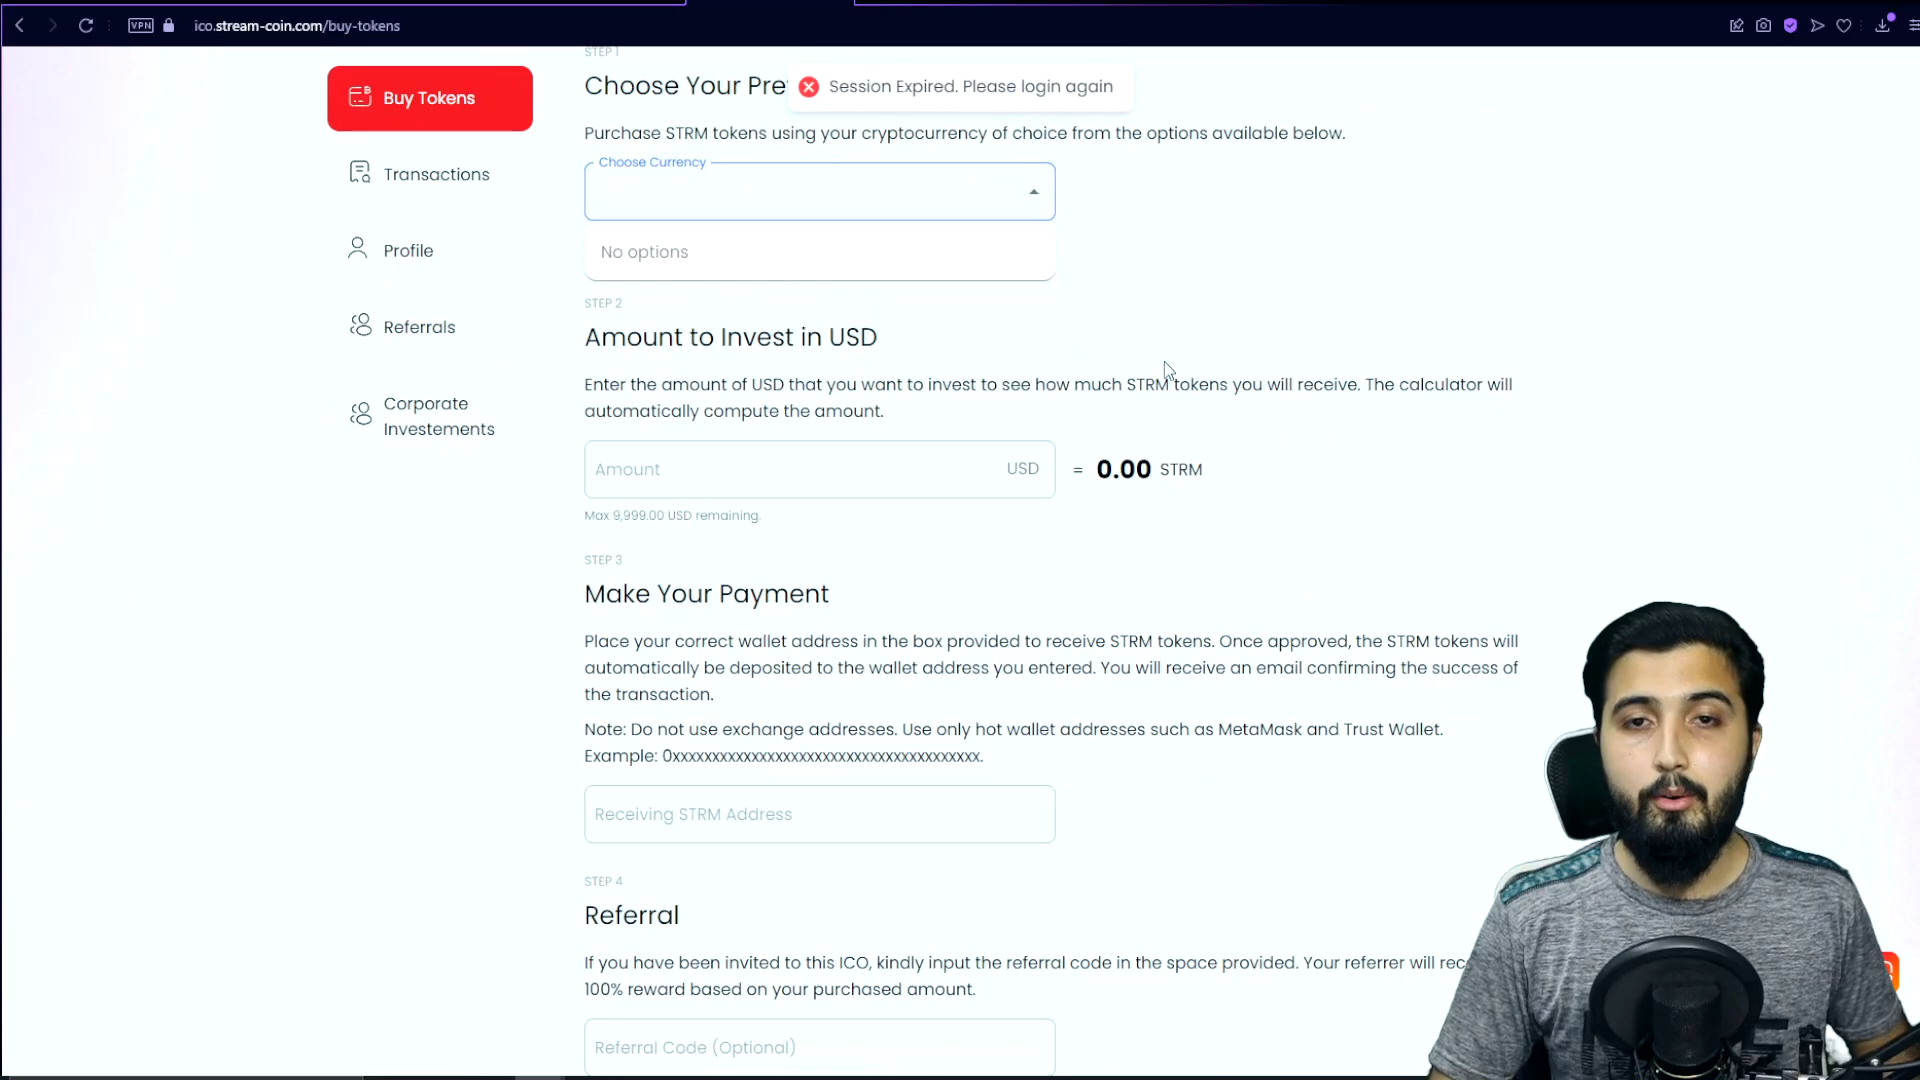 VPN
ico.stream-coin.com/buy-tokens
STEP 1
Choose Your Pre
Session Expired. Please login again
Buy Tokens
Purchase STRM tokens using your cryptocurrency of choice from the options available below.
Choose Currency
Transactions
No options
Profile
STEP 2
Referrals
Amount to Invest in USD
Enter the amount of USD that you want to invest to see how much STRM tokens you will receive. The calculator will
automatically compute the amount.
Corporate
Investements
Amount
USD
= 0.00 STRM
Max 9,999.00 USD remaining.
STEP 3
Make Your Payment
Place your correct wallet address in the box provided to receive STRM tokens. Once approved, the STRM tokens will
automatically be deposited to the wallet address you entered. You will receive an email confirming the success of
the transaction.
Note: Do not use exchange addresses. Use only hot wallet addresses such as MetaMask and Trust Wallet.
Example: 0xxxxxxxxxxxxxxxxxxxxxxxxxxxxxxxxxxxxxxx.
Receiving STRM Address
STEP 4
Referral
If you have been invited to this ICO, kindly input the referral code in the space provided. Your referrer will rec
100% reward based on your purchased amount.
Referral Code (Optional)